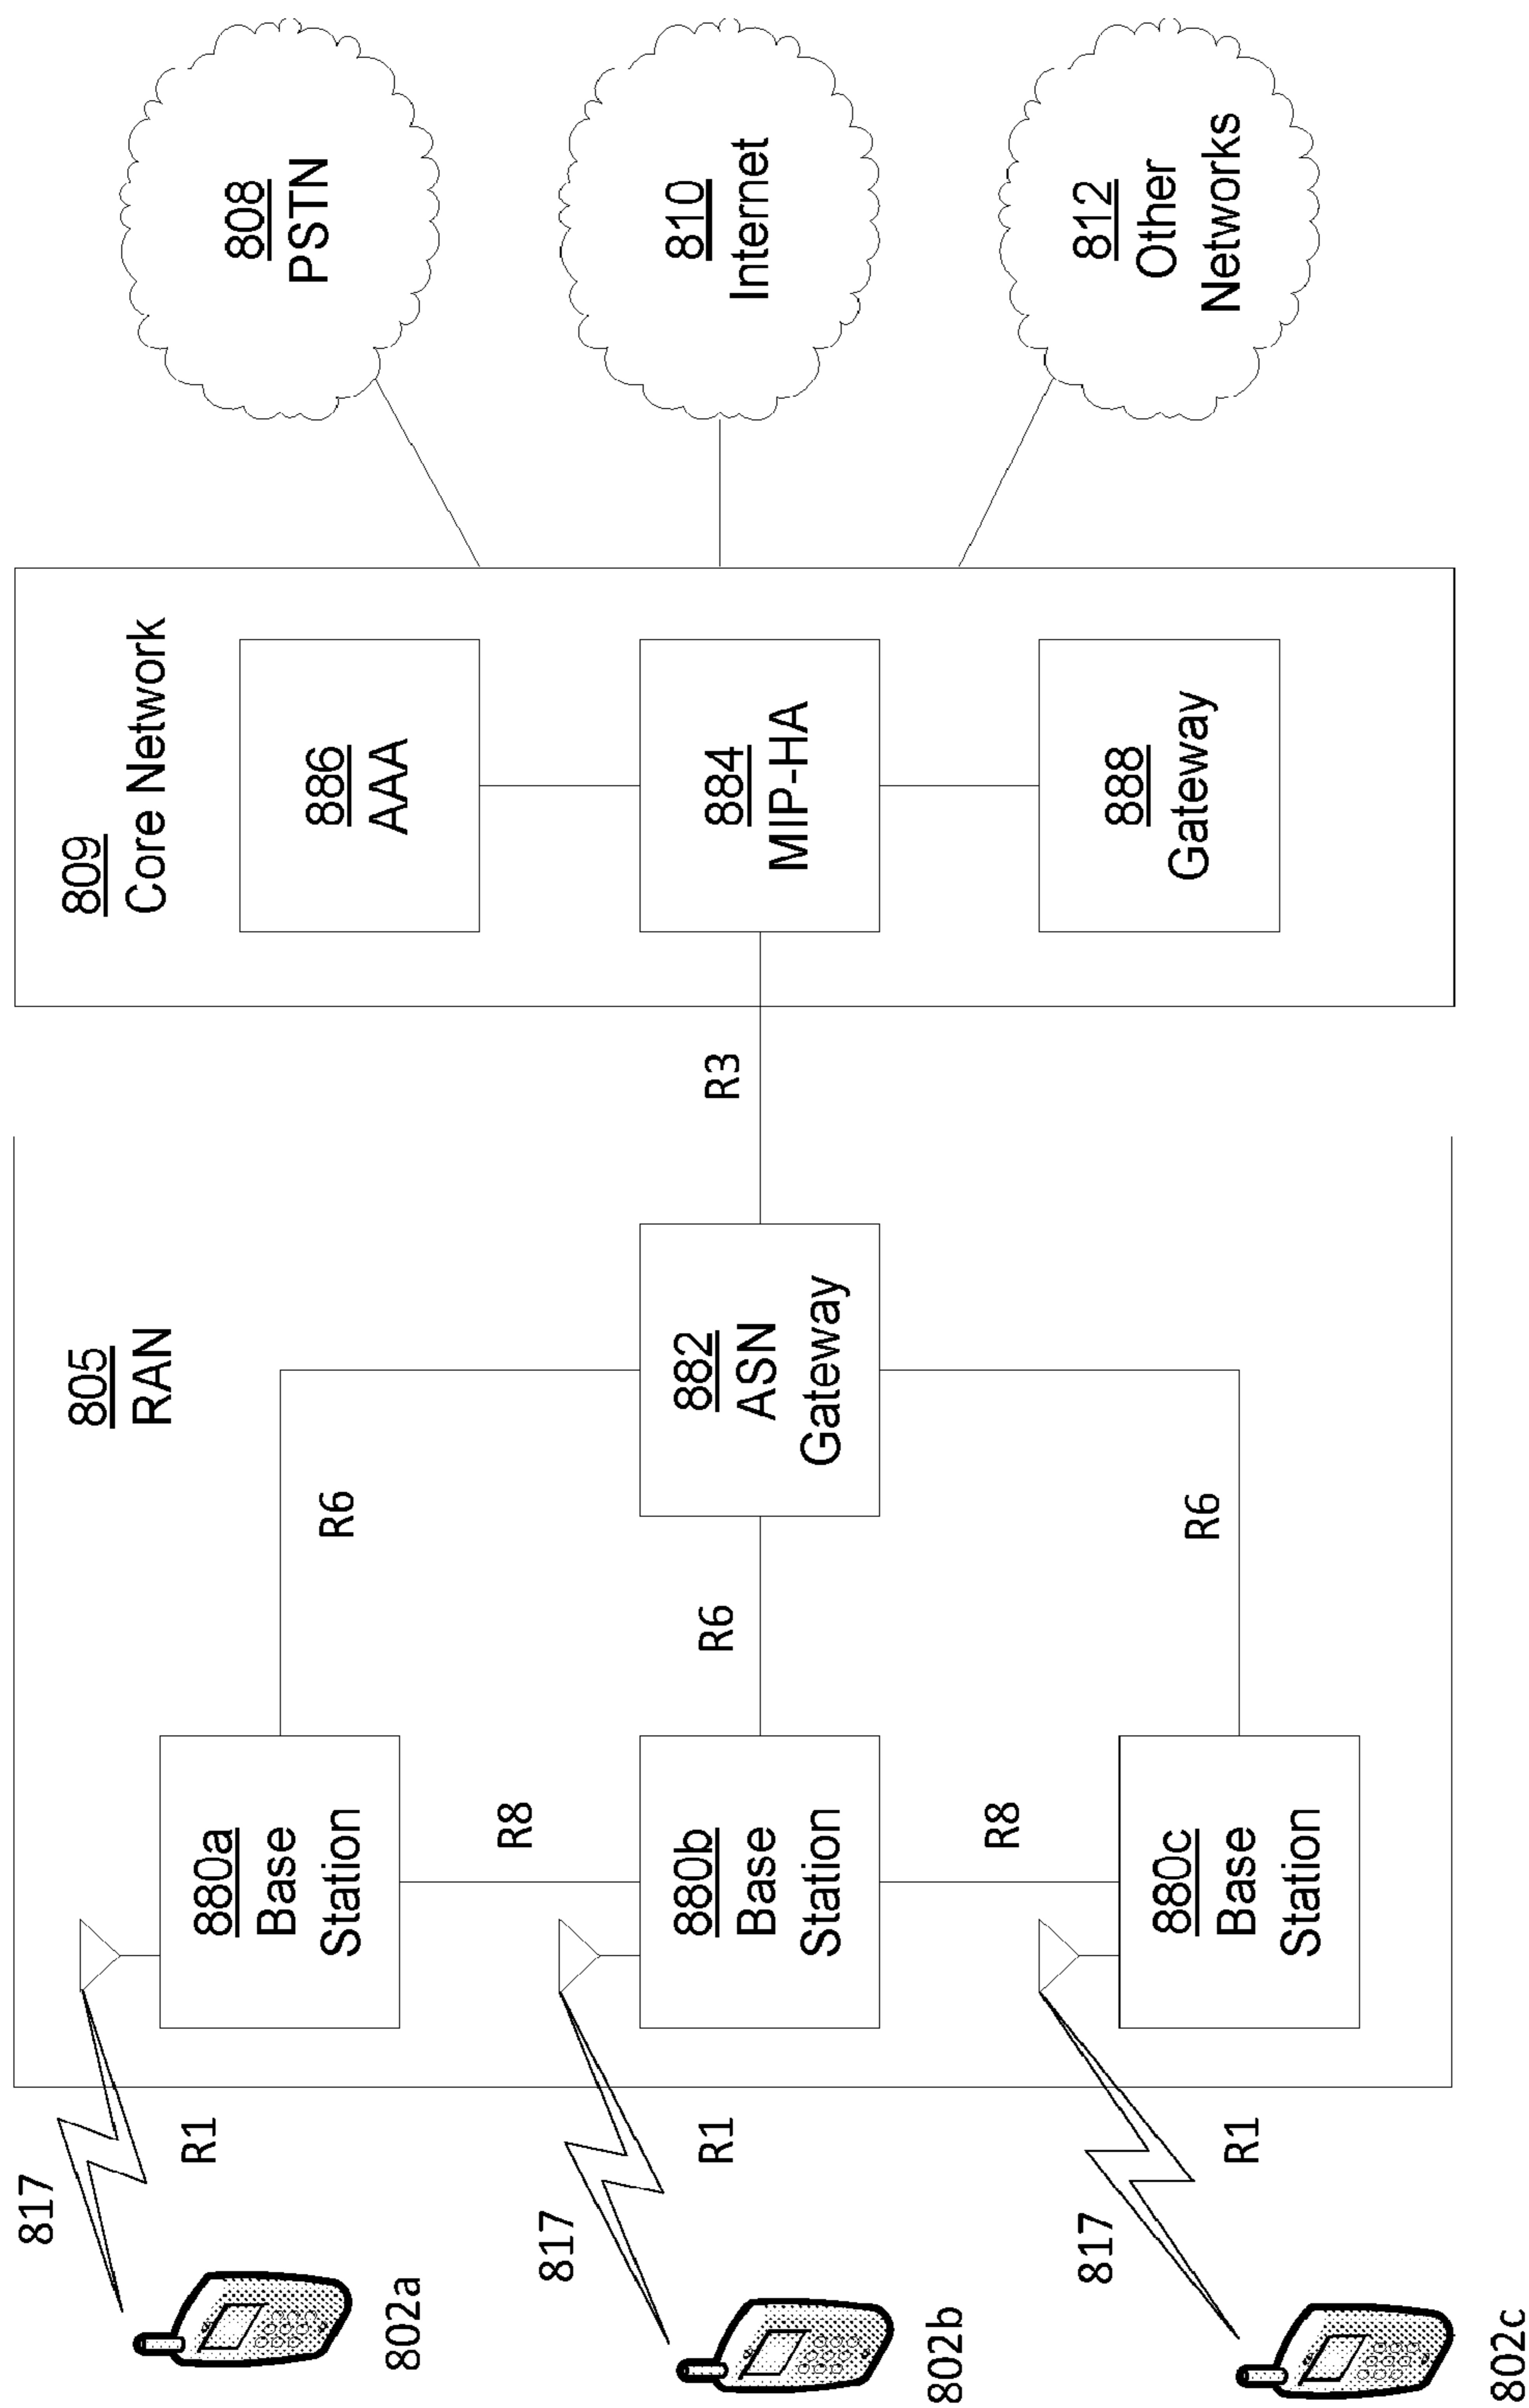 817
R1
802a
817
R1
802b
817
R1
802c
805
RAN
880a
Base
Station
R8
880b
Base
Station
R8
880c
Base
Station
R6
R6
R6
882
ASN
Gateway
R3
809
Core Network
886
AAA
884
MIP-HA
888
Gateway
808
PSTN
810
Internet
812
Other
Networks